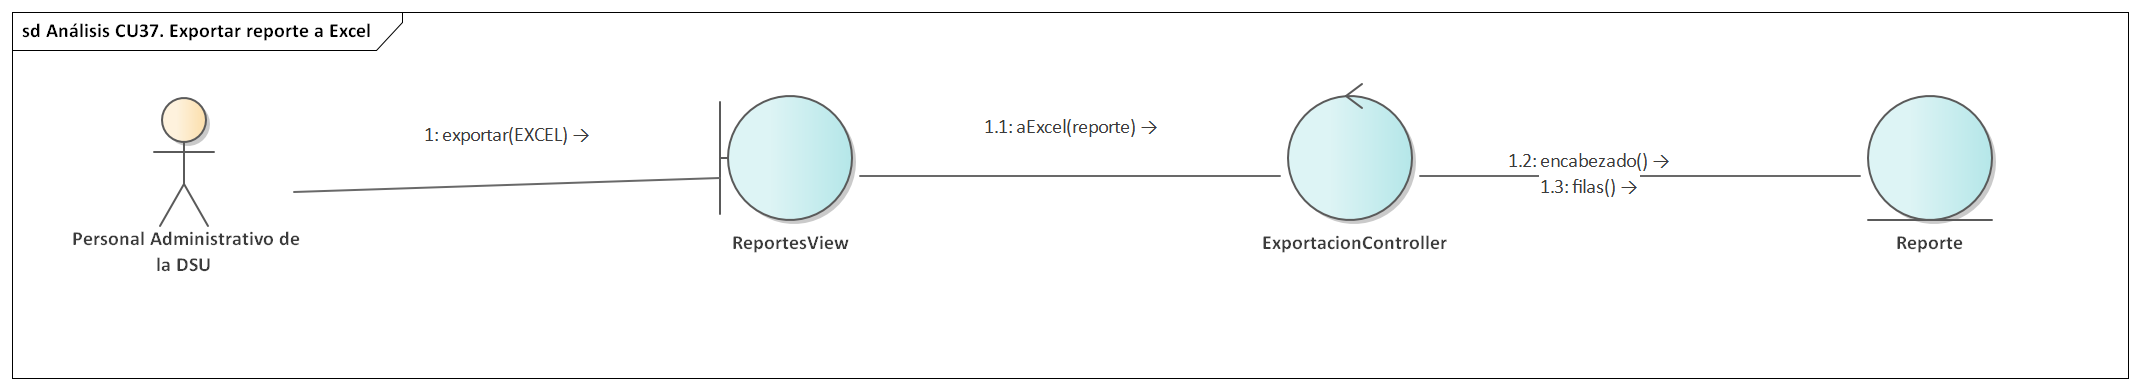 sd Análisis CU37. Exportar reporte a Excel
1: exportar(EXCEL) →
1.1: aExcel(reporte) →
1.2: encabezado() →
1.3: filas() →
Personal Administrativo de
la DSU
ReportesView
ExportacionController
Reporte